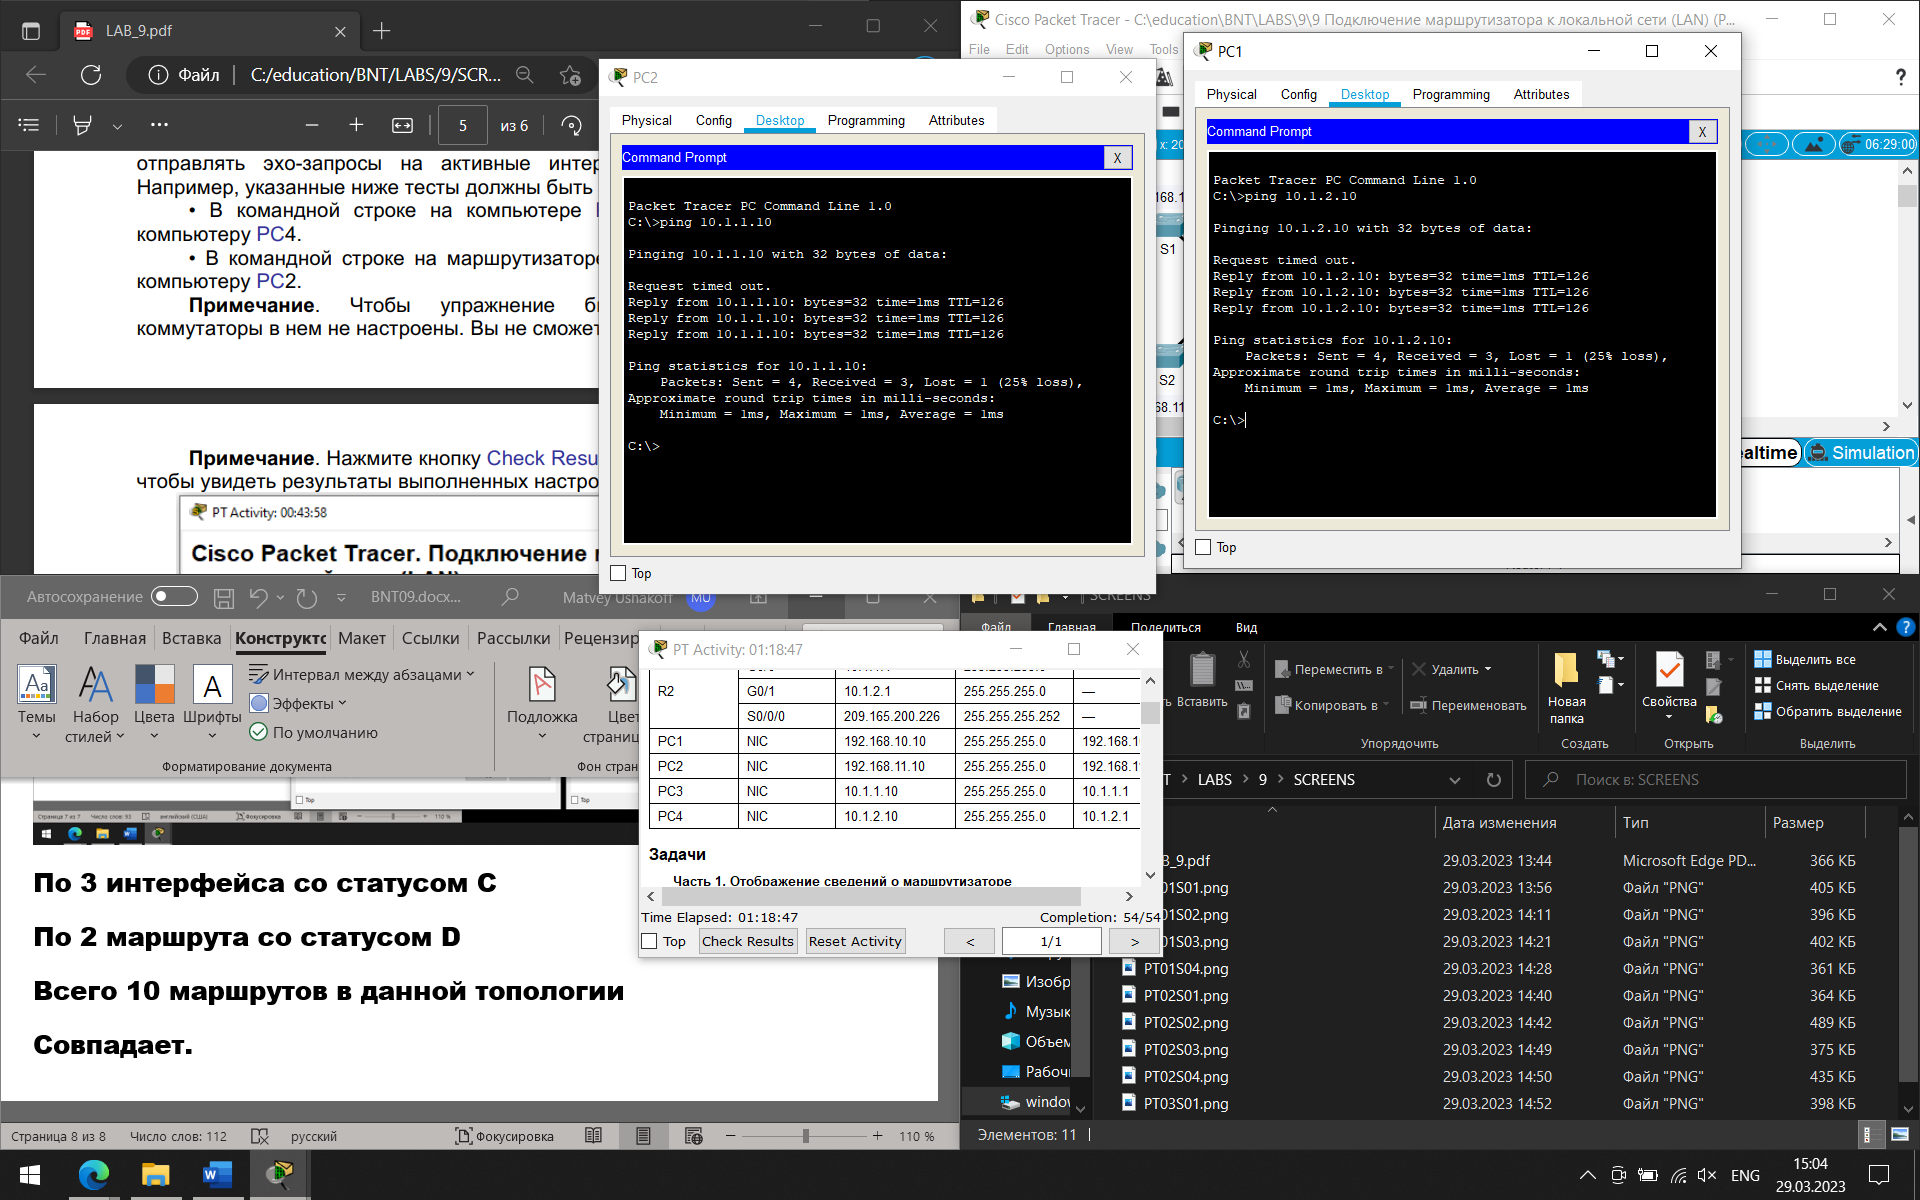 LAB_9.pdf
Файл
C:/education/BNT/LABS/9/SCR...
5
из 6
отправлять эхо-запросы на активные
Например, указанные ниже тесты должны быть
• В командной строке на компьютере
компьютеру PC4.
• В командной строке на
компьютеру PC2.
Примечание. Чтобы упражнение
коммутаторы в нем не настроены. Вы не
Примечание. Нажмите кнопку Check
чтобы увидеть результаты выполненных
PT Activity: 00:43:58
Cisco Packet Tracer. Подключение
Cisco Packet Tracer - C:\education\BNT\LABS\9\9 Подключение маршрутизатора к локальной сети (LAN) (P...
File Edit Options View Tools
06:29:00
S1
S2
Simulation
PC2
Physical Config Desktop Programming Attributes
Command Prompt
X
Packet Tracer PC Command Line 1.0
C:\>ping 10.1.1.10
Pinging 10.1.1.10 with 32 bytes of data:
Request timed out.
Reply from 10.1.1.10: bytes=32 time=1ms TTL=126
Reply from 10.1.1.10: bytes=32 time=1ms TTL=126
Reply from 10.1.1.10: bytes=32 time=1ms TTL=126
Ping statistics for 10.1.1.10:
Packets: Sent = 4, Received = 3, Lost = 1 (25% loss),
Approximate round trip times in milli-seconds:
Minimum = 1ms, Maximum = 1ms, Average = 1ms
C:\>
Top
PC1
Physical Config Desktop Programming Attributes
Command Prompt
X
Packet Tracer PC Command Line 1.0
C:\>ping 10.1.2.10
Pinging 10.1.2.10 with 32 bytes of data:
Request timed out.
Reply from 10.1.2.10: bytes=32 time=1ms TTL=126
Reply from 10.1.2.10: bytes=32 time=1ms TTL=126
Reply from 10.1.2.10: bytes=32 time=1ms TTL=126
Ping statistics for 10.1.2.10:
Packets: Sent = 4, Received = 3, Lost = 1 (25% loss),
Approximate round trip times in milli-seconds:
Minimum = 1ms, Maximum = 1ms, Average = 1ms
C:\>
Top
Автосохранение
BNT09.docx...
Matvey Ushakoff
MU
Файл Главная Вставка Конструктс Макет Ссылки Рассылки Рецензир
Темы
Набор стилей
Цвета
Шрифты
Интервал между абзацами
Эффекты
По умолчанию
Подложка
Форматирование документа
По 3 интерфейса со статусом C
По 2 маршрута со статусом D
Всего 10 маршрутов в данной топологии
Совпадает.
Страница 8 из 8
Число слов: 112
русский
Фокусировка
110 %
PT Activity: 01:18:47
R2 G0/1 10.1.2.1 255.255.255.0 —
S0/0/0 209.165.200.226 255.255.255.252 —
PC1 NIC 192.168.10.10 255.255.255.0 192.168.1
PC2 NIC 192.168.11.10 255.255.255.0 192.168.1
PC3 NIC 10.1.1.10 255.255.255.0 10.1.1.1
PC4 NIC 10.1.2.10 255.255.255.0 10.1.2.1
Задачи
Часть 1. Отображение сведений о маршрутизаторе
Time Elapsed: 01:18:47
Completion: 54/54
Top
Check Results
Reset Activity
<
1/1
>
SCREENS
Файл Главная Поделиться Вид
Вставить
Переместить в
Копировать в
Удалить
Переименовать
Упорядочить
Новая папка
Создать
Свойства
Открыть
Выделить все
Снять выделение
Обратить выделение
Выделить
LABS > 9 > SCREENS
Поиск в: SCREENS
Дата изменения Тип Размер
B_9.pdf 29.03.2023 13:44 Microsoft Edge PD... 366 КБ
01S01.png 29.03.2023 13:56 Файл "PNG" 405 КБ
01S02.png 29.03.2023 14:11 Файл "PNG" 396 КБ
01S03.png 29.03.2023 14:21 Файл "PNG" 402 КБ
PT01S04.png 29.03.2023 14:28 Файл "PNG" 361 КБ
PT02S01.png 29.03.2023 14:40 Файл "PNG" 364 КБ
PT02S02.png 29.03.2023 14:42 Файл "PNG" 489 КБ
PT02S03.png 29.03.2023 14:49 Файл "PNG" 375 КБ
PT02S04.png 29.03.2023 14:50 Файл "PNG" 435 КБ
PT03S01.png 29.03.2023 14:52 Файл "PNG" 398 КБ
Изобр
Музык
Объем
Рабоч
window
Элементов: 11
ENG
15:04
29.03.2023